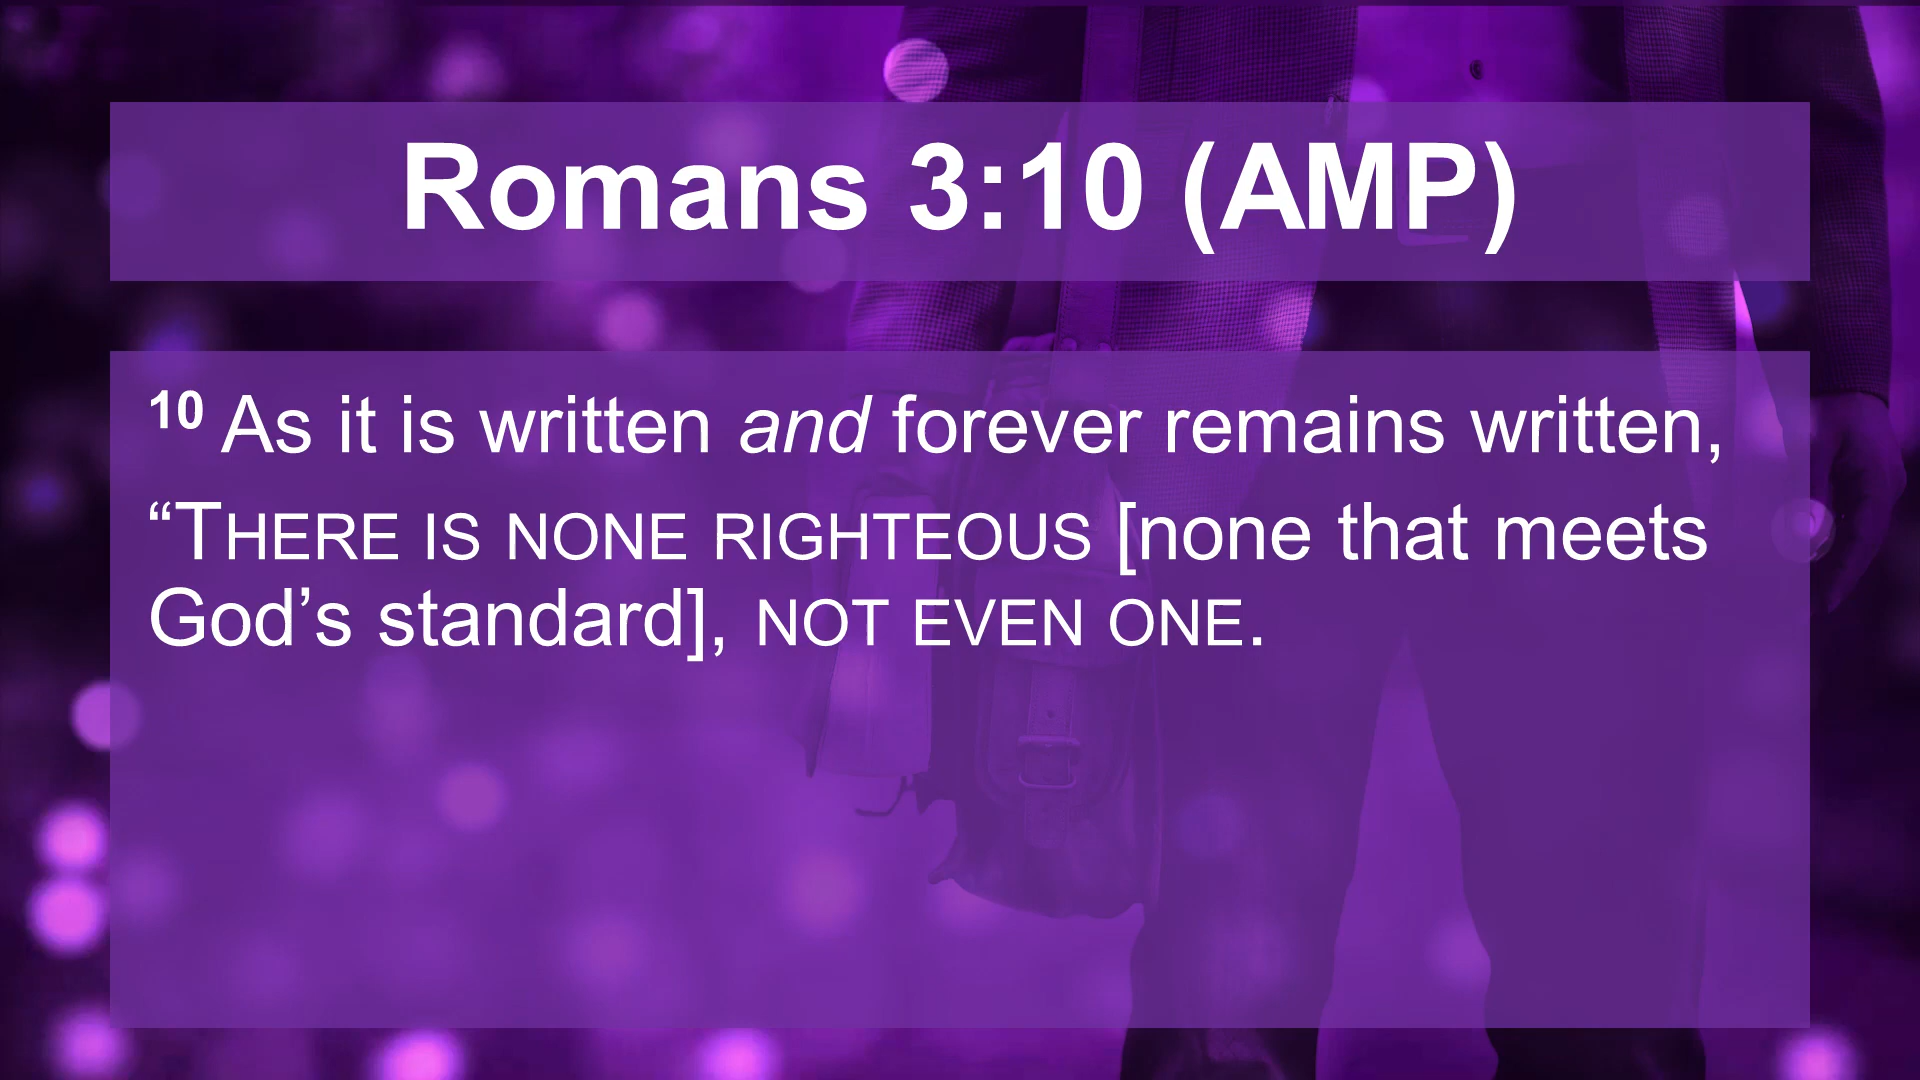 Romans 3:10 (AMP)
10 As it is written and forever remains written,
“THERE IS NONE RIGHTEOUS [none that meets
God’s standard], NOT EVEN ONE.